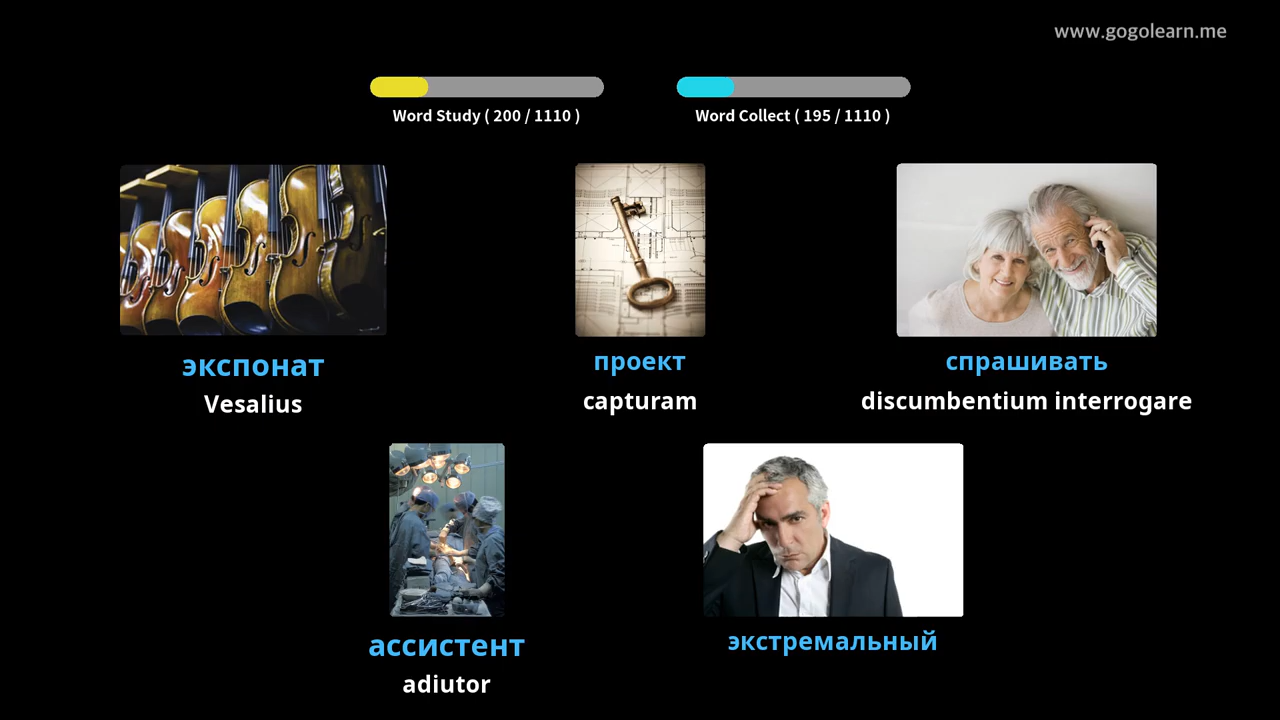 www.gogolearn.me
Word Study ( 200 / 1110 )
Word Collect ( 195 / 1110 )
экспонат
Vesalius
проект
capturam
спрашивать
discumbentium interrogare
ассистент
adiutor
экстремальный